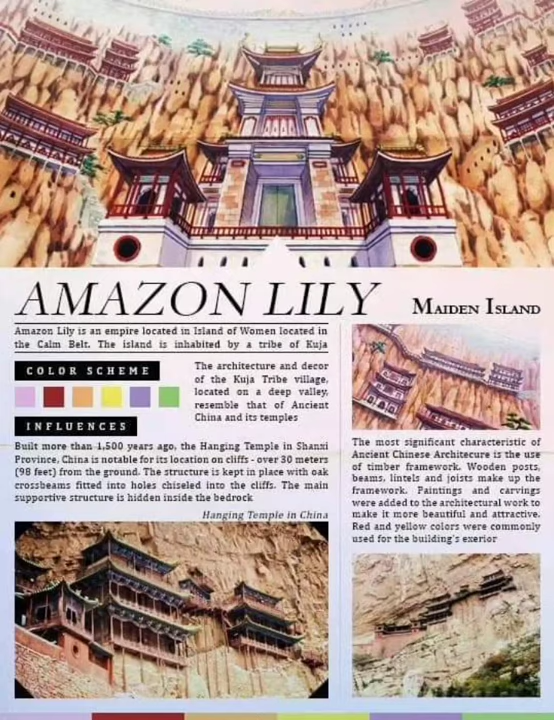 AMAZON LILY
MAIDEN ISLAND
Amazon Lily is an empire located in Island of Women located in
the Calm Belt. The island is inhabited by a tribe of Kuja
COLOR SCHEME
The architecture and decor
of the Kuja Tribe village,
located on a deep valley,
resemble that of Ancient
China and its temples
INFLUENCES
Built more than 1,500 years ago, the Hanging Temple in Shanxi
Province, China is notable for its location on cliffs - over 30 meters
(98 feet) from the ground. The structure is kept in place with oak
crossbeams fitted into holes chiseled into the cliffs. The main
supportive structure is hidden inside the bedrock
Hanging Temple in China
The most significant characteristic of
Ancient Chinese Architecure is the use
of timber framework. Wooden posts,
beams, lintels and joists make up the
framework. Paintings and carvings
were added to the architectural work to
make it more beautiful and attractive.
Red and yellow colors were commonly
used for the building's exerior